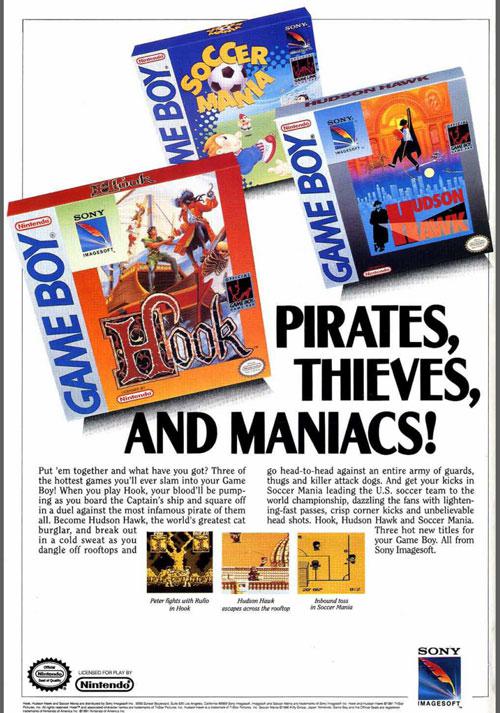 Nintendo
GAME BOY
SONY
SOCCER
MANIA
Nintendo
GAME BOY
HUDSON HAWK
SONY
IMAGESOFT
HUDSON
HAWK
Nintendo
Nintendo
GAME BOY
Hook
SONY
IMAGESOFT
Hook
Nintendo
PIRATES,
THIEVES,
AND MANIACS!
Put 'em together and what have you got? Three of
the hottest games you'll ever slam into your Game
Boy! When you play Hook, your blood'll be pump-
ing as you board the Captain's ship and square off
in a duel against the most infamous pirate of them
all. Become Hudson Hawk, the world's greatest cat
burglar, and break out
in a cold sweat as you
dangle off rooftops and
go head-to-head against an entire army of guards,
thugs and killer attack dogs. And get your kicks in
Soccer Mania leading the U.S. soccer team to the
world championship, dazzling the fans with lighten-
ing-fast passes, crisp corner kicks and unbelievable
head shots. Hook, Hudson Hawk and Soccer Mania.
Three hot new titles for
your Game Boy. All from
Sony Imagesoft.
Peter fights with Rufio
in Hook
Hudson Hawk
escapes across the rooftop
Inbound toss
in Soccer Mania
Official
Nintendo
Seal of Quality
LICENSED FOR PLAY BY
Nintendo
SONY
IMAGESOFT